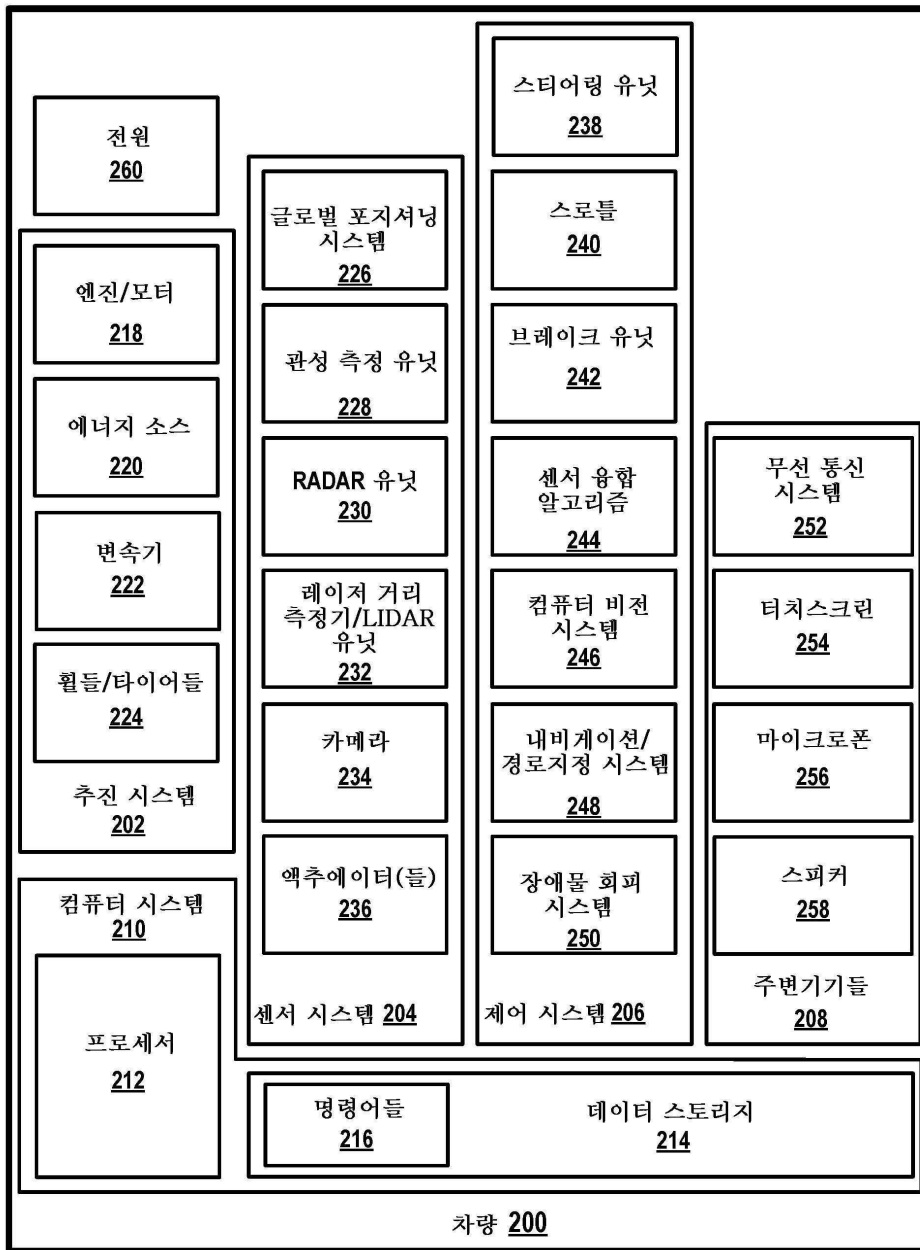 전원
260
엔진/모터
218
에너지 소스
220
변속기
222
휠들/타이어들
224
추진 시스템
202
글로벌 포지셔닝
시스템
226
관성 측정 유닛
228
RADAR 유닛
230
레이저 거리
측정기/LIDAR
유닛
232
카메라
234
액추에이터(들)
236
센서 시스템 204
스티어링 유닛
238
스로틀
240
브레이크 유닛
242
센서 융합
알고리즘
244
컴퓨터 비전
시스템
246
내비게이션/
경로지정 시스템
248
장애물 회피
시스템
250
제어 시스템 206
무선 통신
시스템
252
터치스크린
254
마이크로폰
256
스피커
258
주변기기들
208
컴퓨터 시스템
210
프로세서
212
명령어들
216
데이터 스토리지
214
차량 200